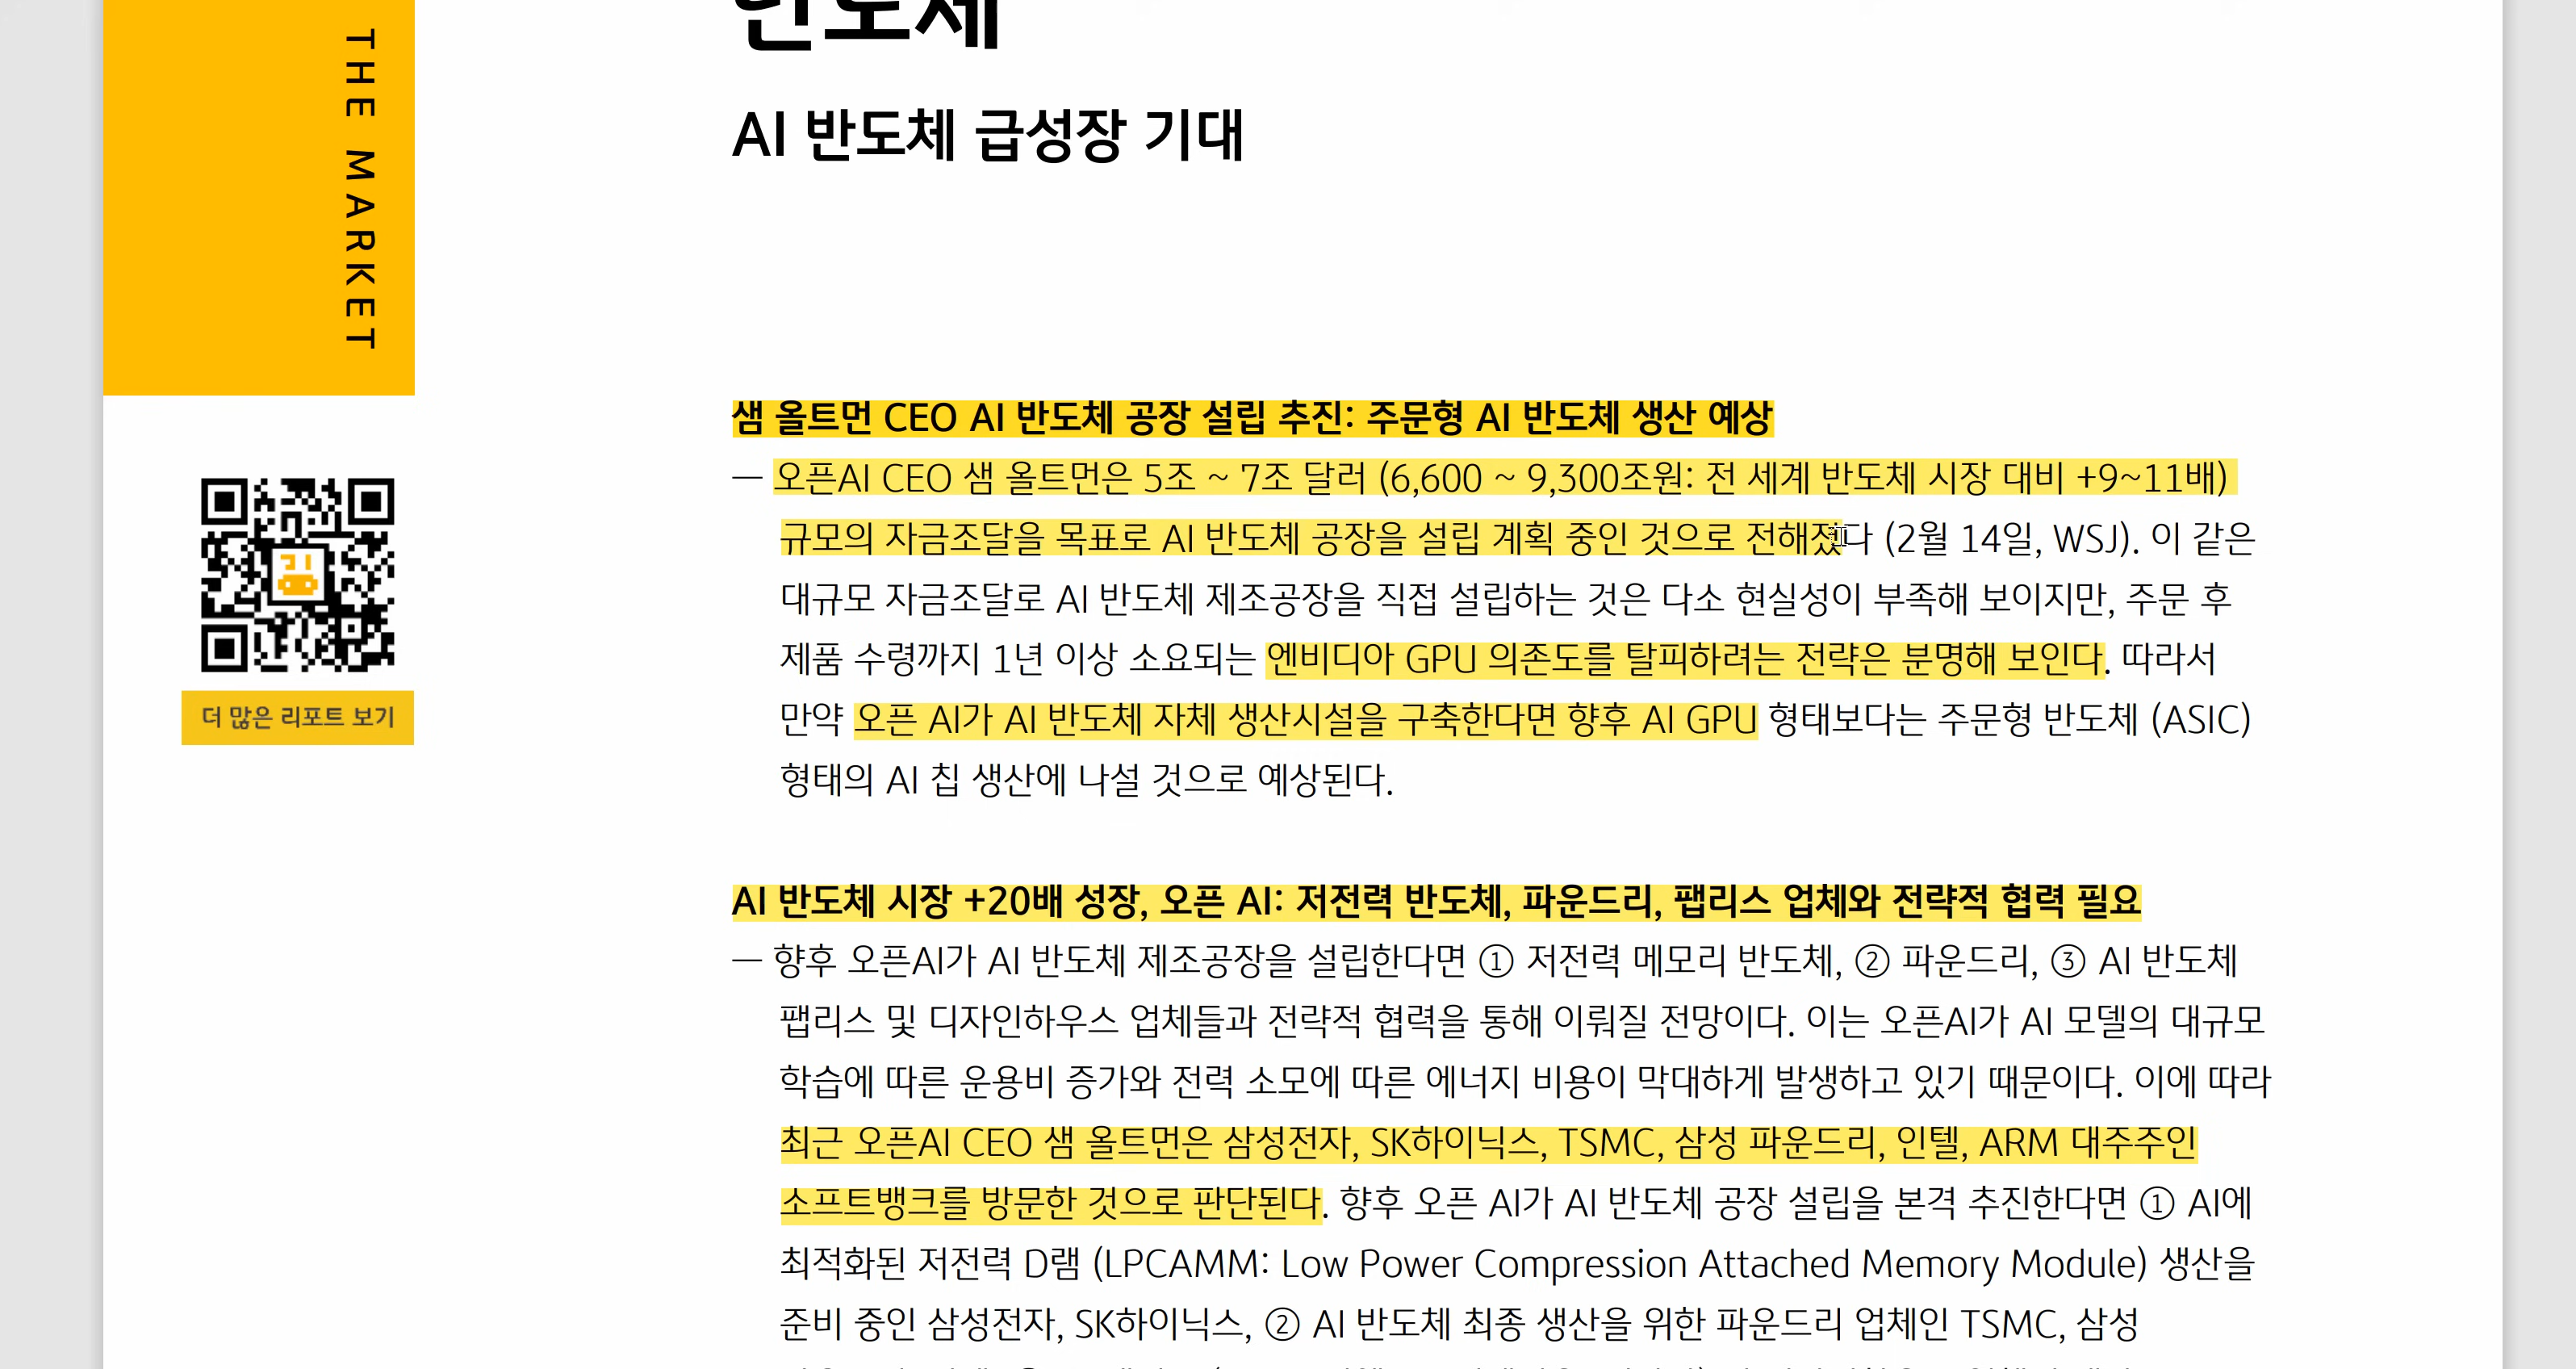 THE MARKET
반도체
AI 반도체 급성장 기대
더 많은 리포트 보기
샘 올트먼 CEO AI 반도체 공장 설립 추진: 주문형 AI 반도체 생산 예상
— 오픈AI CEO 샘 올트먼은 5조 ~ 7조 달러 (6,600 ~ 9,300조원: 전 세계 반도체 시장 대비 +9~11배)
규모의 자금조달을 목표로 AI 반도체 공장을 설립 계획 중인 것으로 전해졌다 (2월 14일, WSJ). 이 같은
대규모 자금조달로 AI 반도체 제조공장을 직접 설립하는 것은 다소 현실성이 부족해 보이지만, 주문 후
제품 수령까지 1년 이상 소요되는 엔비디아 GPU 의존도를 탈피하려는 전략은 분명해 보인다. 따라서
만약 오픈 AI가 AI 반도체 자체 생산시설을 구축한다면 향후 AI GPU 형태보다는 주문형 반도체 (ASIC)
형태의 AI 칩 생산에 나설 것으로 예상된다.
AI 반도체 시장 +20배 성장, 오픈 AI: 저전력 반도체, 파운드리, 팹리스 업체와 전략적 협력 필요
— 향후 오픈AI가 AI 반도체 제조공장을 설립한다면 ① 저전력 메모리 반도체, ② 파운드리, ③ AI 반도체
팹리스 및 디자인하우스 업체들과 전략적 협력을 통해 이뤄질 전망이다. 이는 오픈AI가 AI 모델의 대규모
학습에 따른 운용비 증가와 전력 소모에 따른 에너지 비용이 막대하게 발생하고 있기 때문이다. 이에 따라
최근 오픈AI CEO 샘 올트먼은 삼성전자, SK하이닉스, TSMC, 삼성 파운드리, 인텔, ARM 대주주인
소프트뱅크를 방문한 것으로 판단된다. 향후 오픈 AI가 AI 반도체 공장 설립을 본격 추진한다면 ① AI에
최적화된 저전력 D램 (LPCAMM: Low Power Compression Attached Memory Module) 생산을
준비 중인 삼성전자, SK하이닉스, ② AI 반도체 최종 생산을 위한 파운드리 업체인 TSMC, 삼성